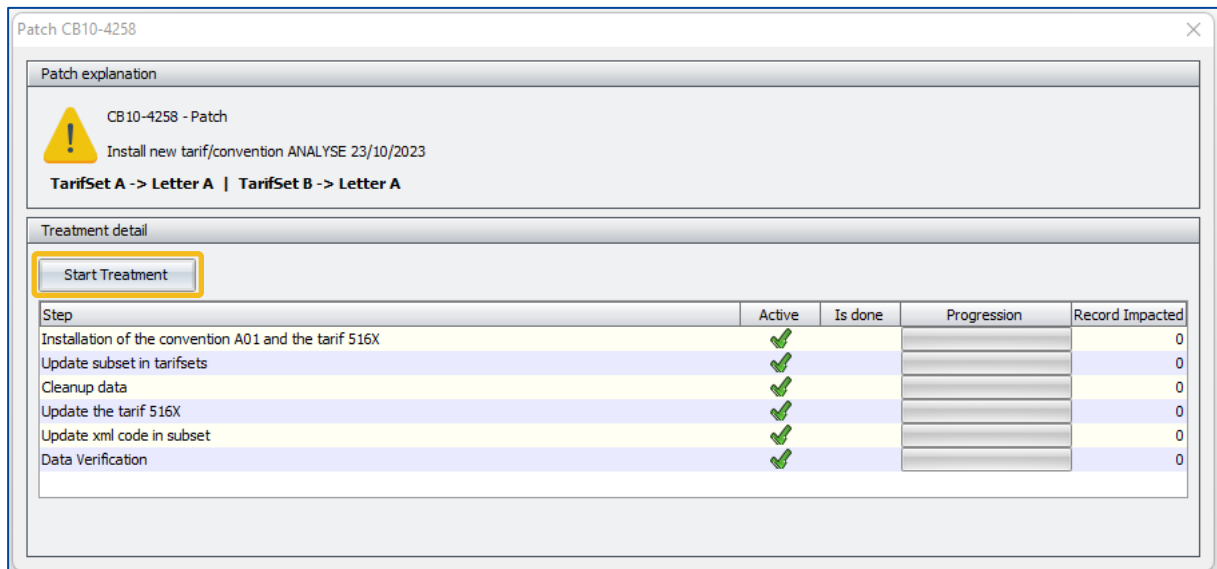 Patch CB10-4258
Patch explanation
CB10-4258 - Patch
Install new tarif/convention ANALYSE 23/10/2023
TarifSet A -> Letter A | TarifSet B -> Letter A
Treatment detail
Start Treatment
Step Active Is done Progression Record Impacted
Installation of the convention A01 and the tarif 516X 0
Update subset in tarifsets 0
Cleanup data 0
Update the tarif 516X 0
Update xml code in subset 0
Data Verification 0